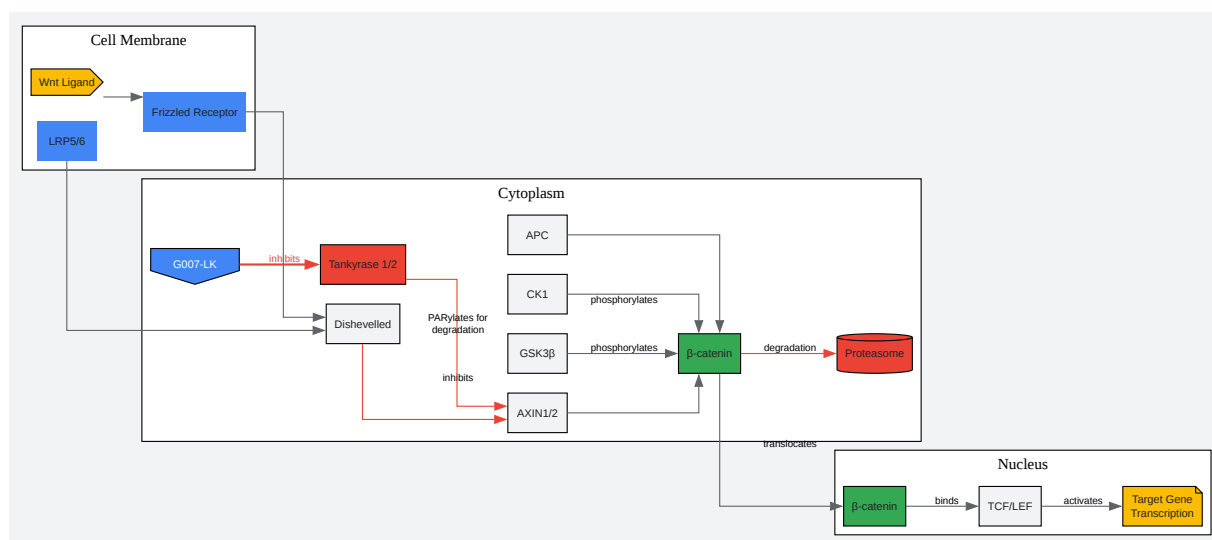 Cell Membrane
Wnt Ligand
Frizzled Receptor
LRP5/6
Cytoplasm
G007-LK
inhibits
Tankyrase 1/2
Dishevelled
PARylates for
degradation
inhibits
APC
CK1
phosphorylates
GSK3β
phosphorylates
AXIN1/2
β-catenin
degradation
Proteasome
translocates
Nucleus
β-catenin
binds
TCF/LEF
activates
Target Gene
Transcription